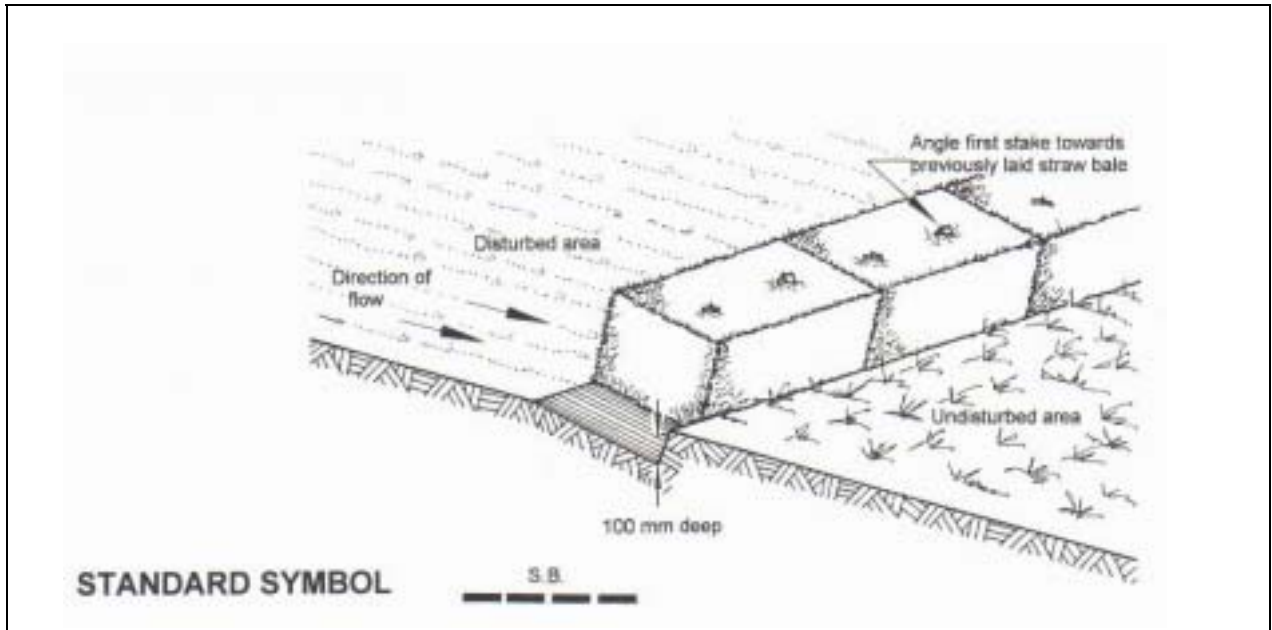 Angle first stake towards
previously laid straw bale
Disturbed area
Direction of
flow
Undisturbed area
100 mm deep
STANDARD SYMBOL
S.B.